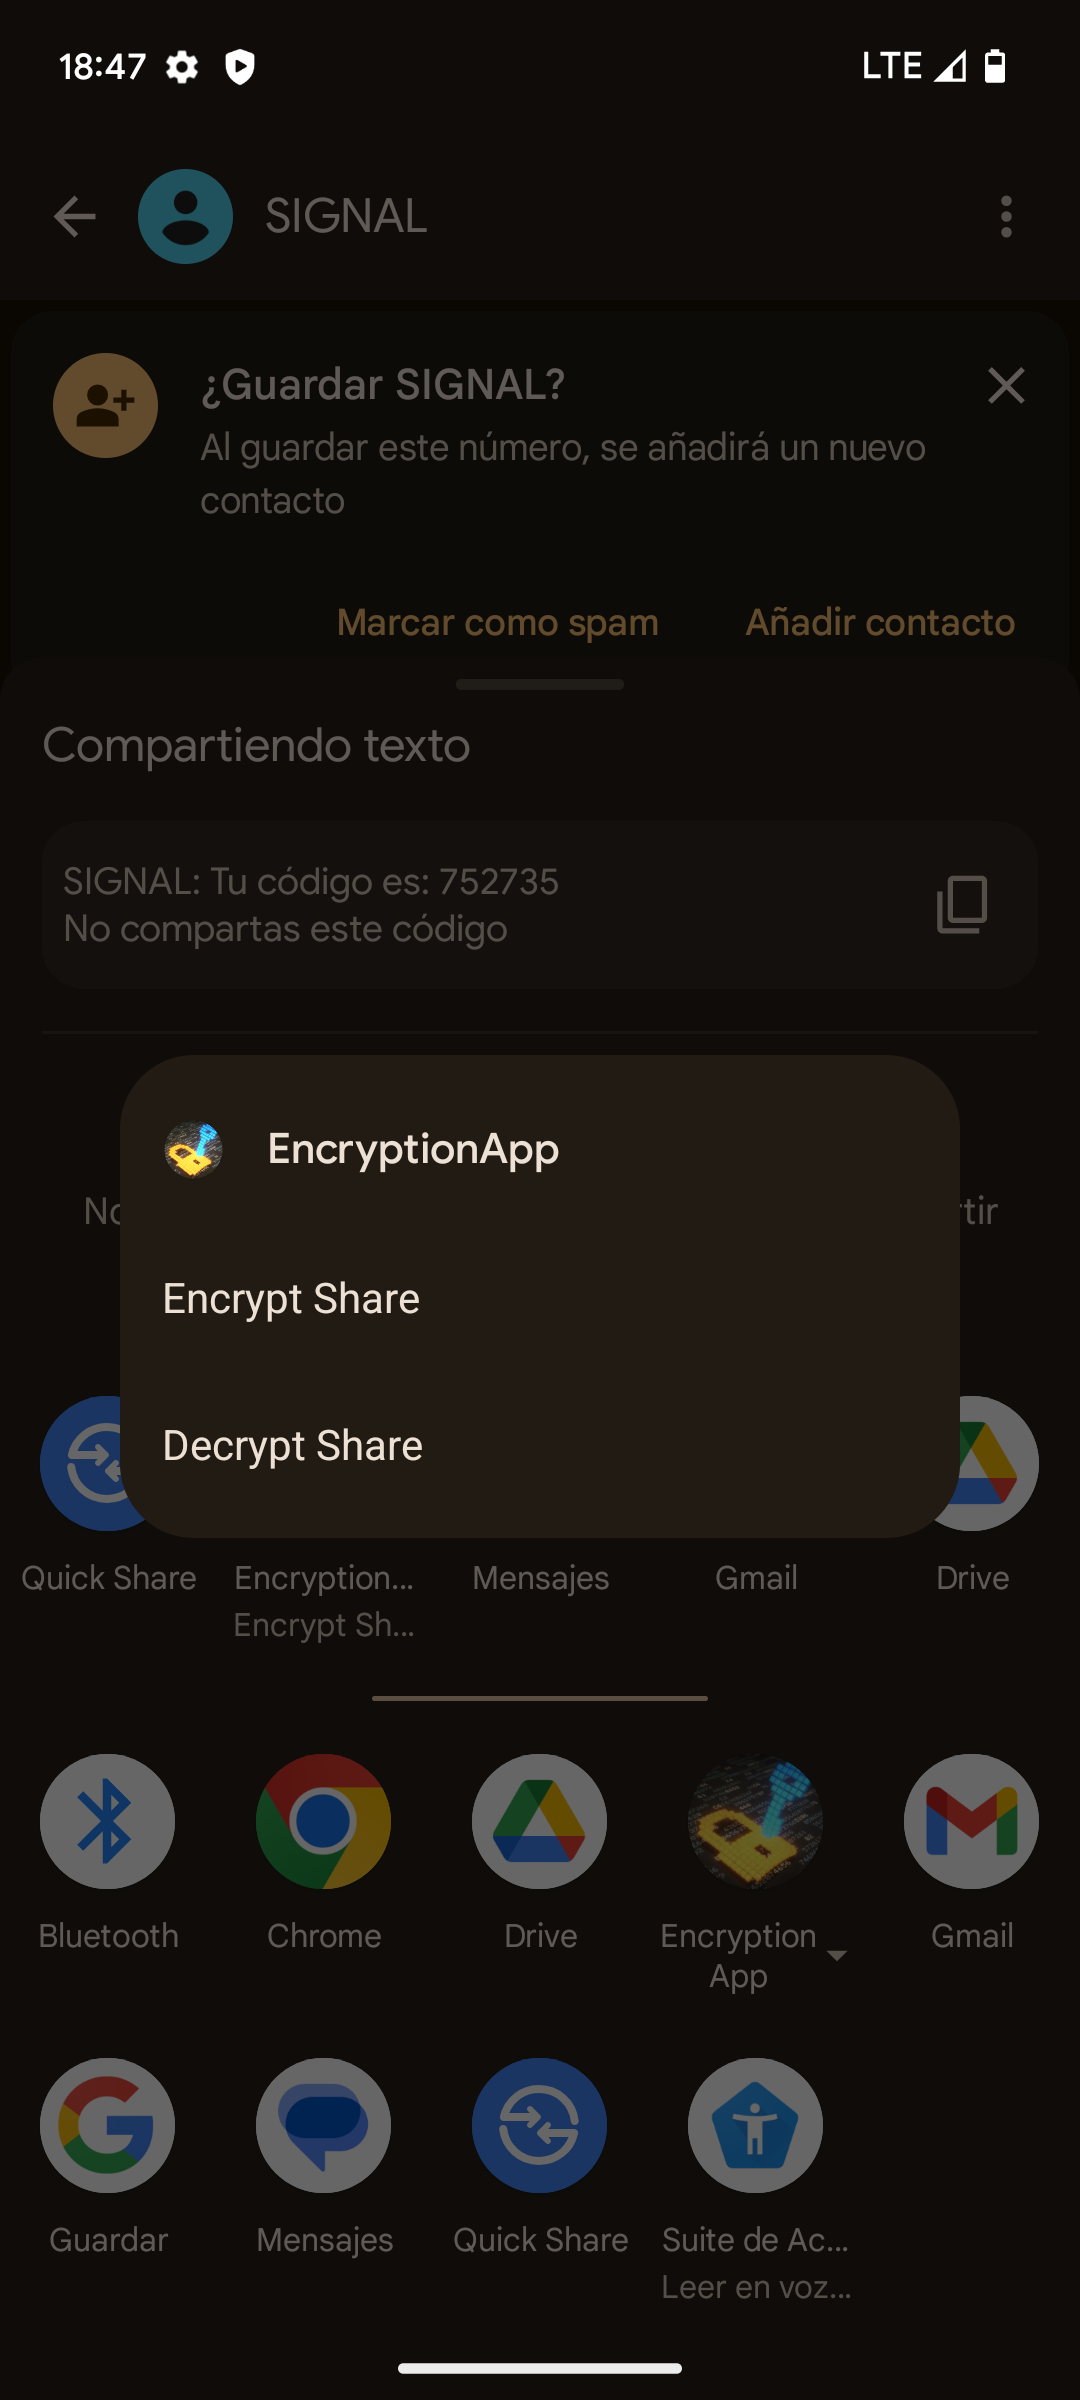 18:47
LTE
SIGNAL
¿Guardar SIGNAL?
Al guardar este número, se añadirá un nuevo
contacto
Marcar como spam
Añadir contacto
Compartiendo texto
SIGNAL: Tu código es: 752735
No compartas este código
EncryptionApp
Encrypt Share
Decrypt Share
Quick Share
Encryption...
Encrypt Sh...
Mensajes
Gmail
Drive
Bluetooth
Chrome
Drive
Encryption
App
Gmail
Guardar
Mensajes
Quick Share
Suite de Ac...
Leer en voz...